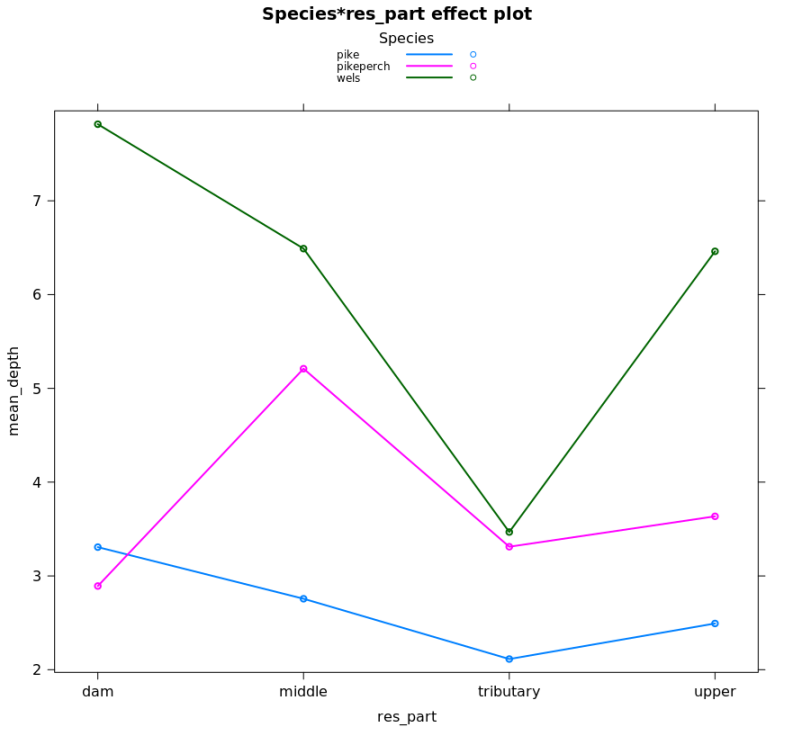 Species*res_part effect plot
Species
pike
pikeperch
wels
mean_depth
7
6
5
4
3
2
dam middle tributary upper
res_part